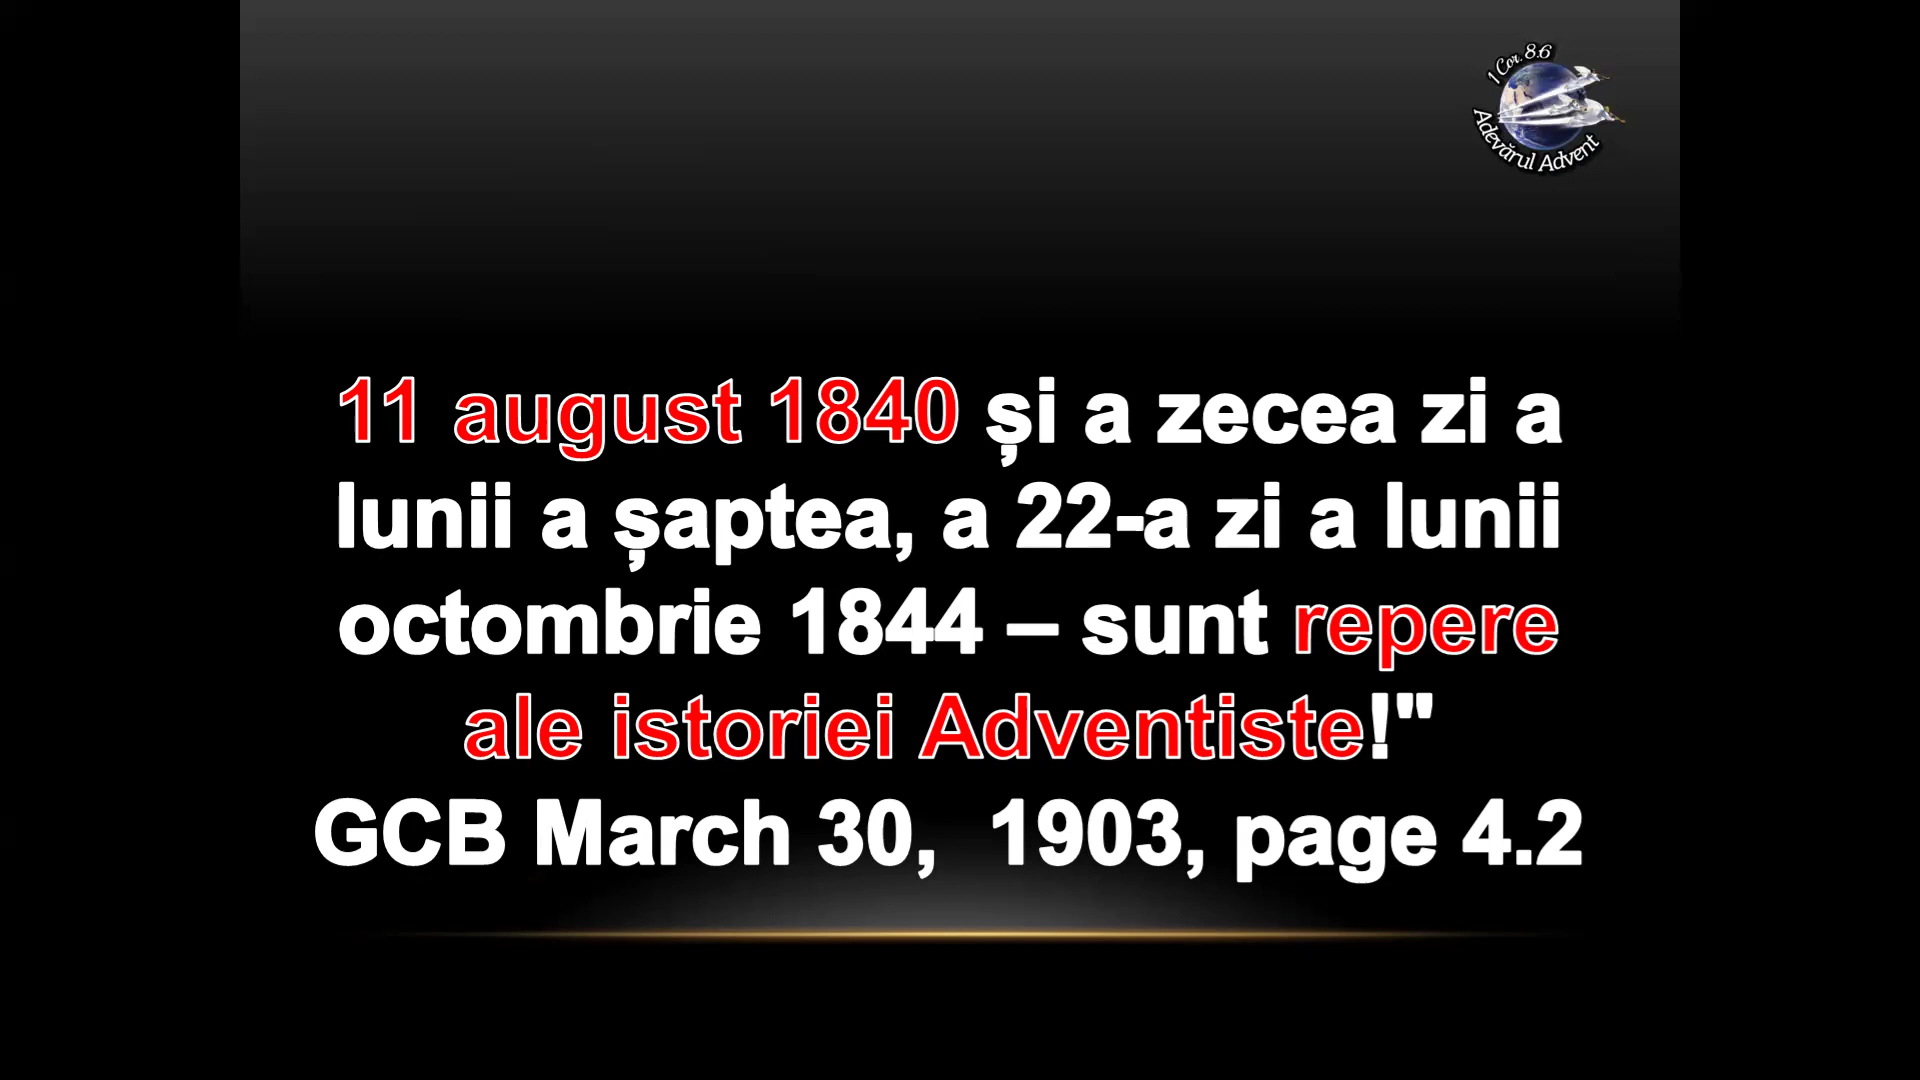 1 Cor. 8:6
Adevărul Advent
11 august 1840 și a zecea zi a
lunii a șaptea, a 22-a zi a lunii
octombrie 1844 – sunt repere
ale istoriei Adventiste!"
GCB March 30,  1903, page 4.2